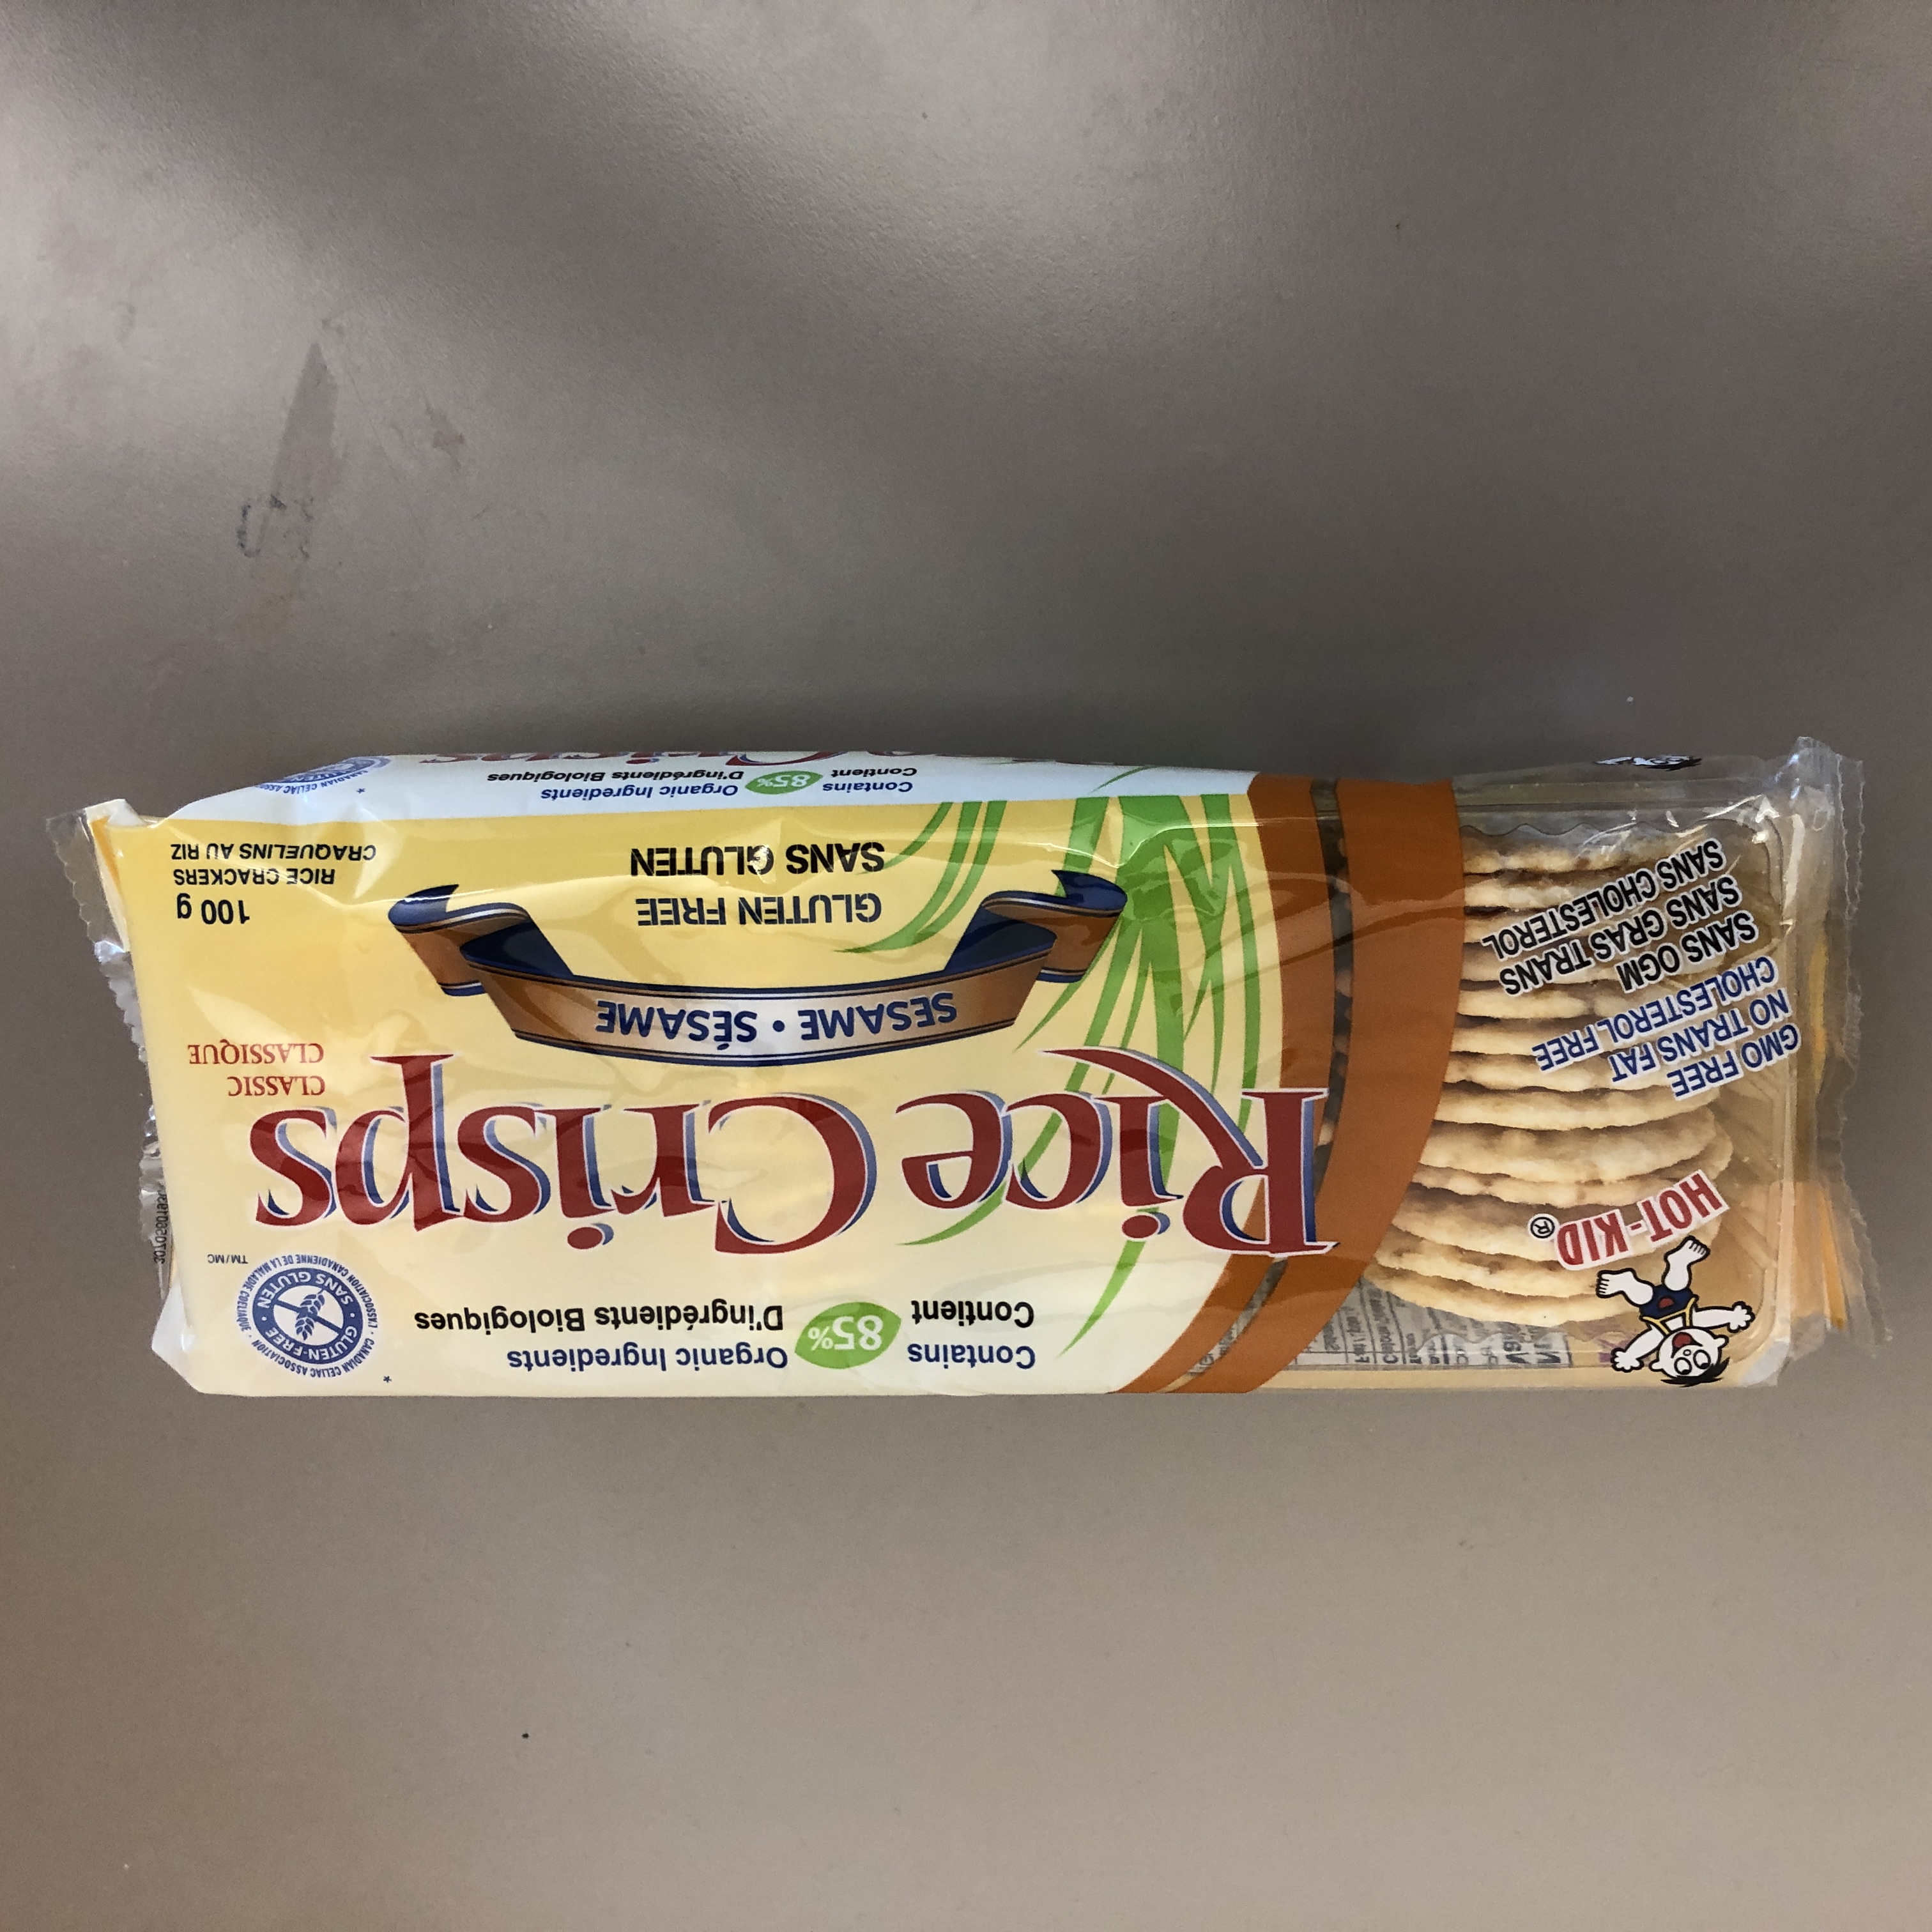 Contains 85% Organic Ingredients
Contient D'ingrédients Biologiques
* CANADIAN CELIAC ASSOCIATION · L'ASSOCIATION CANADIENNE DE LA MALADIE COELIAQUE ·
GLUTEN-FREE · SANS GLUTEN ·
TM/MC
Rice Crisps
CLASSIC
CLASSIQUE
SESAME • SÉSAME
GLUTEN FREE
SANS GLUTEN
100 g
RICE CRACKERS
CRAQUELINS AU RIZ
HOT-KID®
GMO FREE
NO TRANS FAT
CHOLESTEROL FREE
SANS OGM
SANS GRAS TRANS
SANS CHOLESTEROL
Contains 85% Organic Ingredients
Contient D'ingrédients Biologiques
*